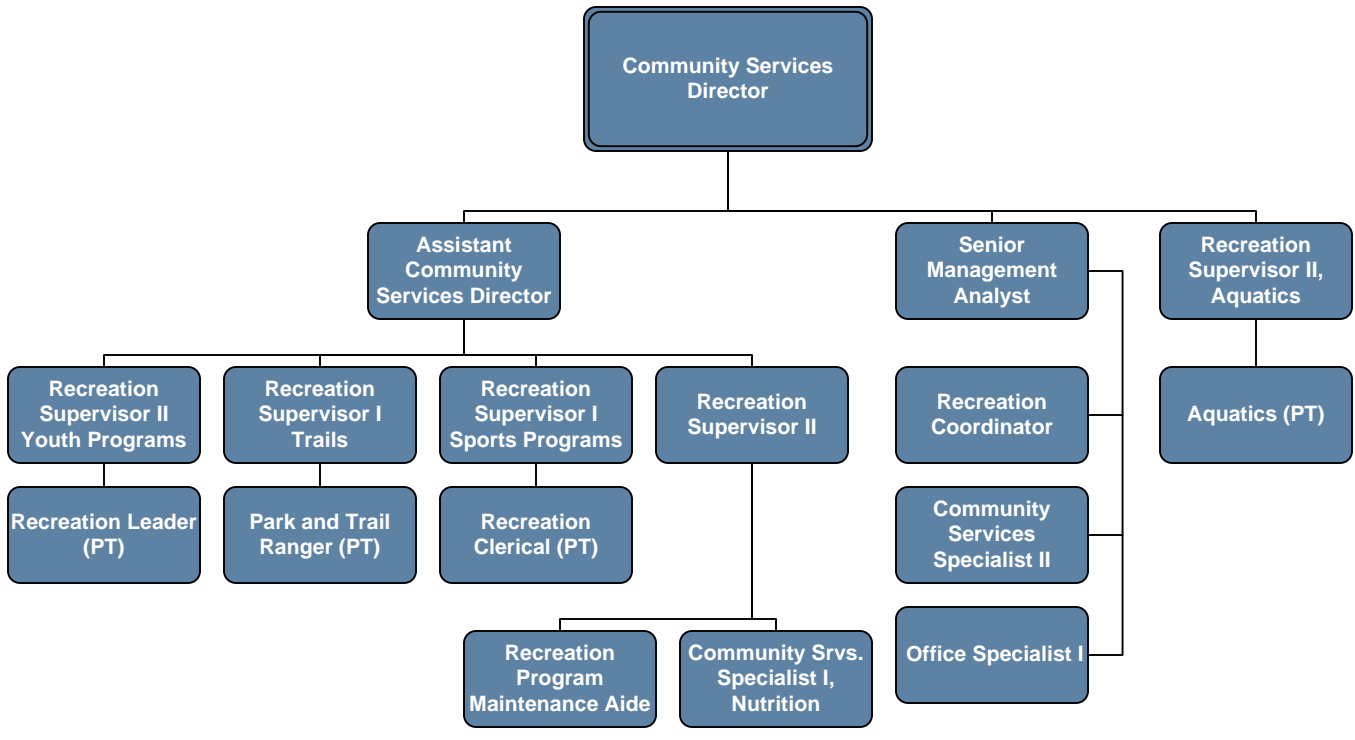 Community Services
Director
Assistant
Community
Services Director
Senior
Management
Analyst
Recreation
Supervisor II,
Aquatics
Recreation
Supervisor II
Youth Programs
Recreation
Supervisor I
Trails
Recreation
Supervisor I
Sports Programs
Recreation
Supervisor II
Recreation
Coordinator
Aquatics (PT)
Recreation Leader
(PT)
Park and Trail
Ranger (PT)
Recreation
Clerical (PT)
Community
Services
Specialist II
Recreation
Program
Maintenance Aide
Community Srvs.
Specialist I,
Nutrition
Office Specialist I